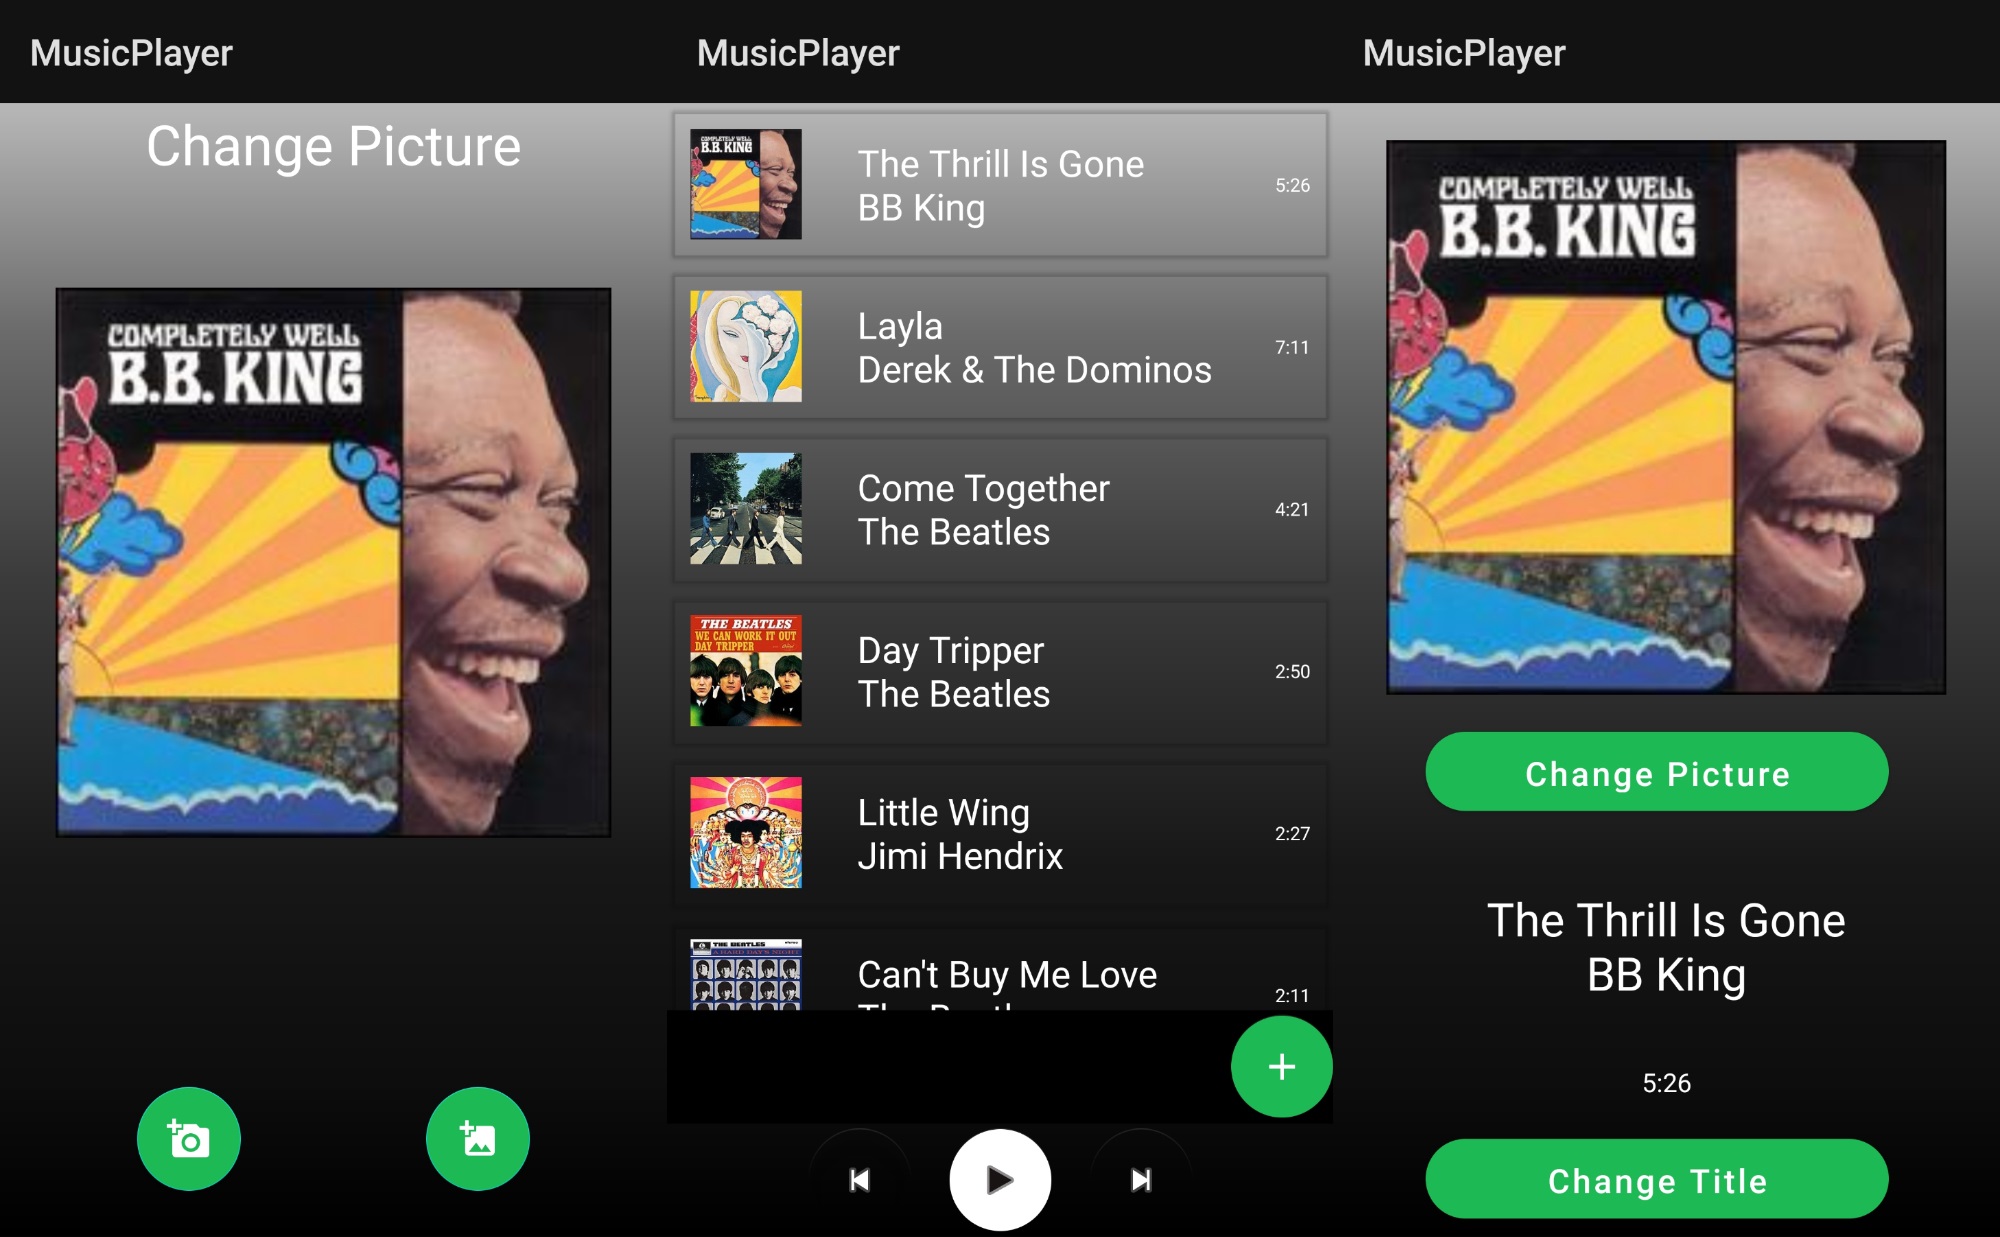 MusicPlayer
Change Picture
COMPLETELY WELL
B.B. KING
MusicPlayer
COMPLETELY WELL
B.B. KING
The Thrill Is Gone
BB King
5:26
Layla
Derek & The Dominos
7:11
Come Together
The Beatles
4:21
THE BEATLES
WE CAN WORK IT OUT
DAY TRIPPER
Day Tripper
The Beatles
2:50
Little Wing
Jimi Hendrix
2:27
THE BEATLES
A HARD DAY'S NIGHT
Can't Buy Me Love
2:11
MusicPlayer
COMPLETELY WELL
B.B. KING
Change Picture
The Thrill Is Gone
BB King
5:26
Change Title